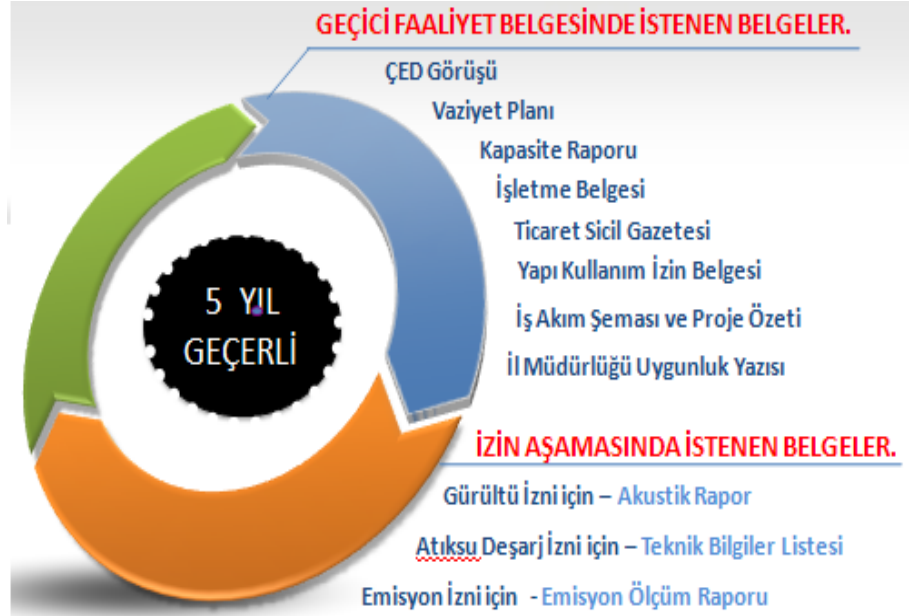 GEÇİCİ FAALİYET BELGESİNDE İSTENEN BELGELER.
ÇED Görüşü
Vaziyet Planı
Kapasite Raporu
İşletme Belgesi
Ticaret Sicil Gazetesi
Yapı Kullanım İzin Belgesi
İş Akım Şeması ve Proje Özeti
İl Müdürlüğü Uygunluk Yazısı
5 YIL
GEÇERLİ
İZİN AŞAMASINDA İSTENEN BELGELER.
Gürültü İzni için – Akustik Rapor
Atıksu Deşarj İzni için – Teknik Bilgiler Listesi
Emisyon İzni için - Emisyon Ölçüm Raporu